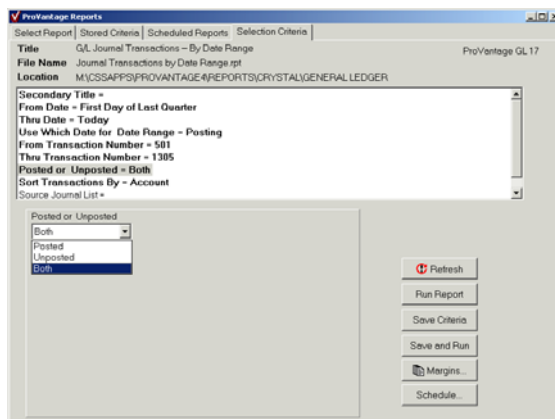 ProVantage Reports
Select Report Stored Criteria Scheduled Reports Selection Criteria
Title G/L Journal Transactions - By Date Range ProVantage GL 17
File Name Journal Transactions by Date Range.rpt
Location M:\CSSAPPS\PROVANTAGE4\REPORTS\CRYSTAL\GENERAL LEDGER
Secondary Title =
From Date = First Day of Last Quarter
Thru Date = Today
Use Which Date for Date Range = Posting
From Transaction Number = 501
Thru Transaction Number = 1305
Posted or Unposted = Both
Sort Transactions By = Account
Source Journal List =
Posted or Unposted
Both
Posted
Unposted
Both
Refresh
Run Report
Save Criteria
Save and Run
Margins...
Schedule...